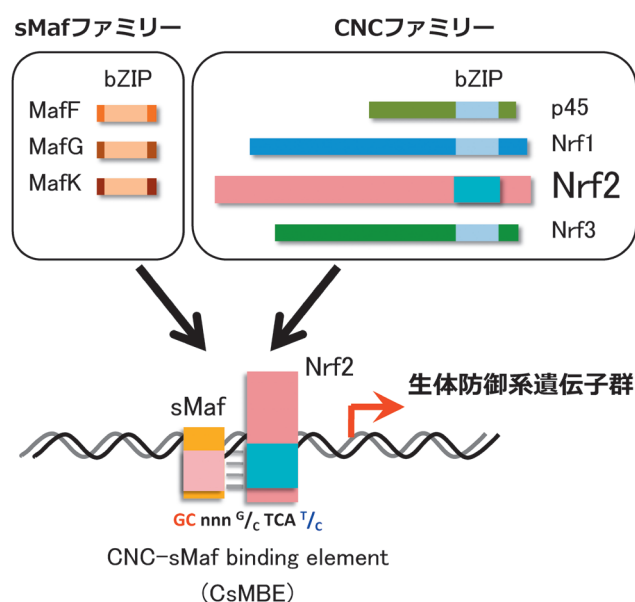 sMafファミリー
CNCファミリー
bZIP
MafF
MafG
MafK
bZIP
p45
Nrf1
Nrf2
Nrf3
Nrf2
sMaf
生体防御系遺伝子群
GC nnn G/C TCA T/C
CNC-sMaf binding element
(CsMBE)